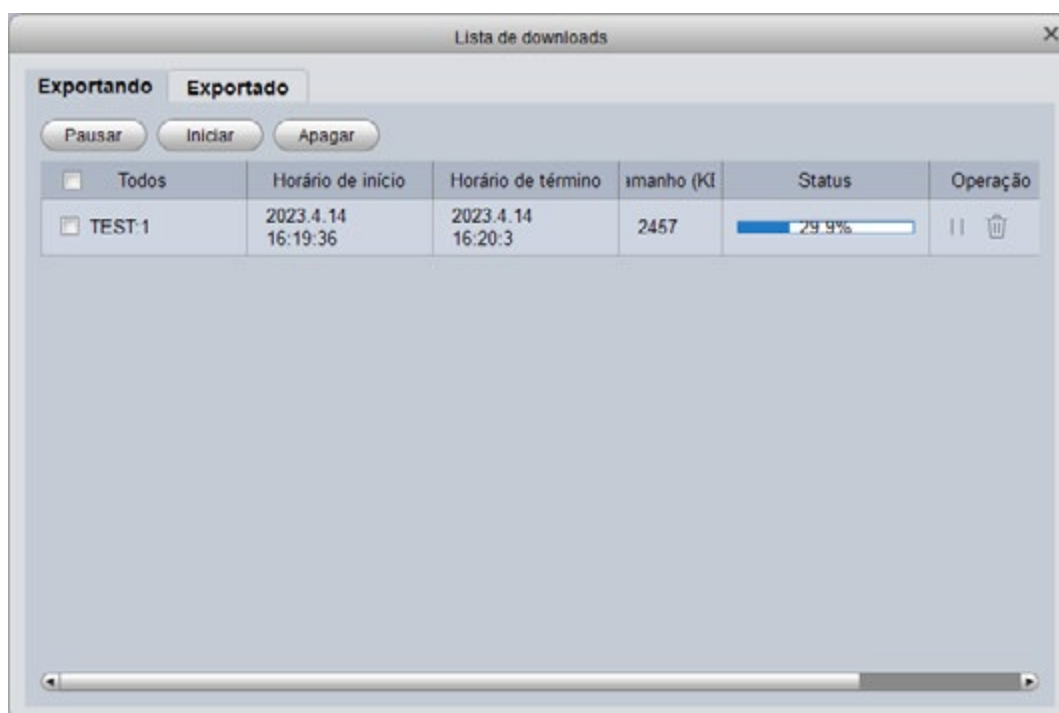 Lista de downloads
Exportando Exportado
Pausar Iniciar Apagar
Todos Horário de início Horário de término amanho (KI Status Operação
TEST:1 2023.4.14 16:19:36 2023.4.14 16:20:3 2457 29.9%